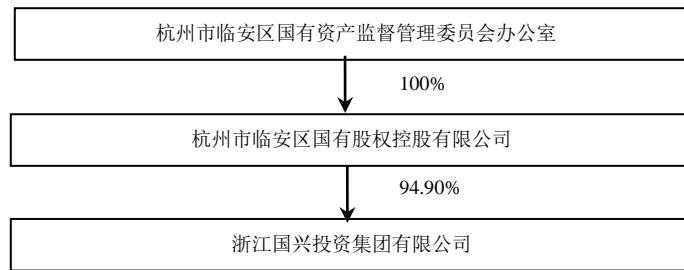 杭州市临安区国有资产监督管理委员会办公室
100%
杭州市临安区国有股权控股有限公司
94.90%
浙江国兴投资集团有限公司